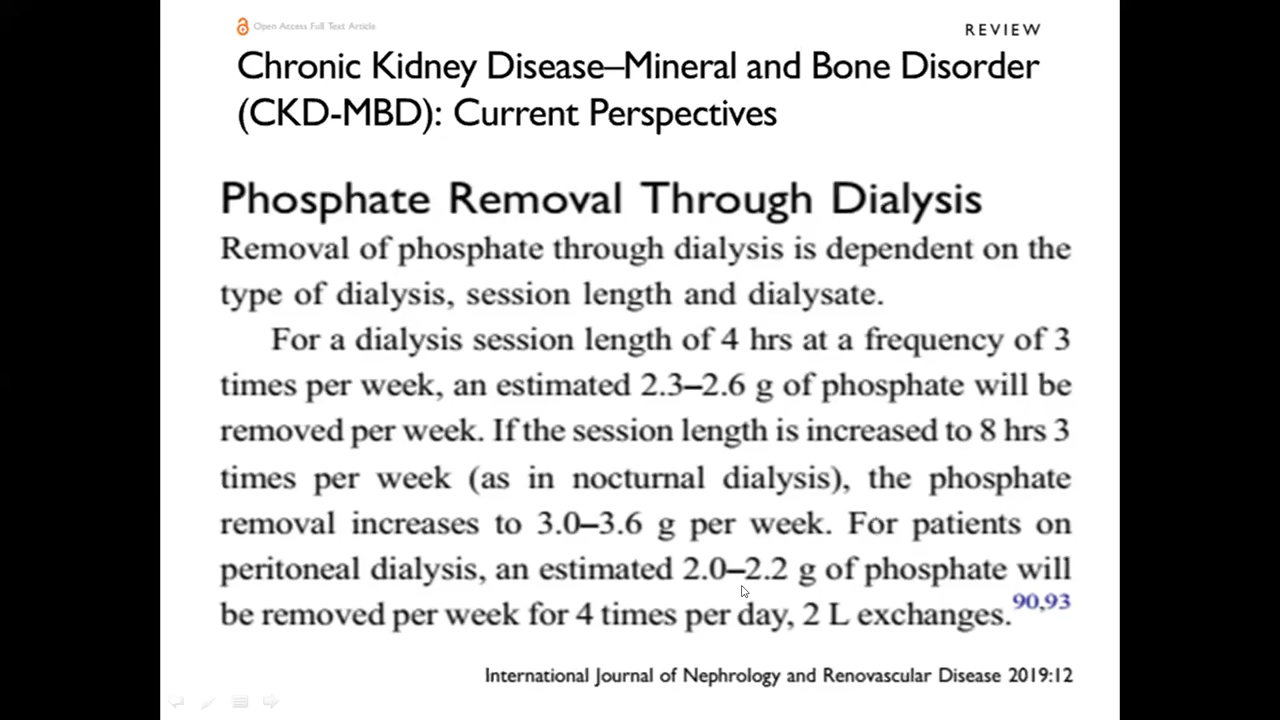 Open Access Full Text Article
REVIEW
Chronic Kidney Disease–Mineral and Bone Disorder
(CKD-MBD): Current Perspectives
Phosphate Removal Through Dialysis
Removal of phosphate through dialysis is dependent on the
type of dialysis, session length and dialysate.
For a dialysis session length of 4 hrs at a frequency of 3
times per week, an estimated 2.3–2.6 g of phosphate will be
removed per week. If the session length is increased to 8 hrs 3
times per week (as in nocturnal dialysis), the phosphate
removal increases to 3.0–3.6 g per week. For patients on
peritoneal dialysis, an estimated 2.0–2.2 g of phosphate will
be removed per week for 4 times per day, 2 L exchanges.90,93
International Journal of Nephrology and Renovascular Disease 2019:12